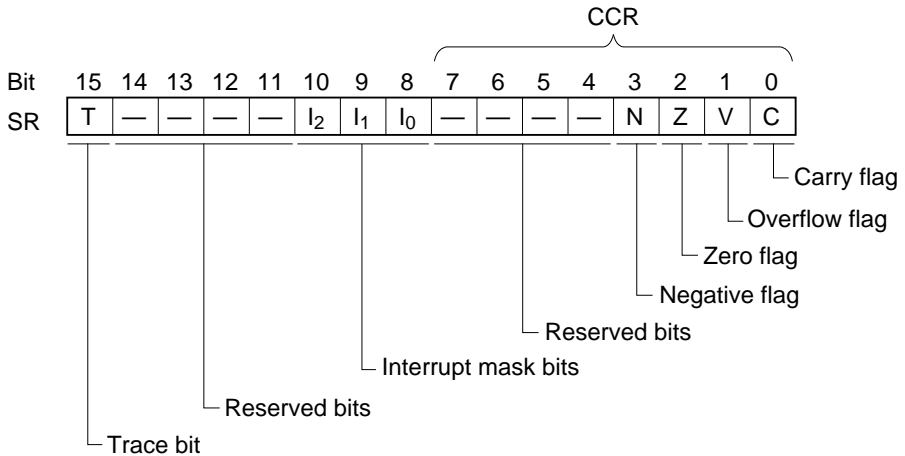 CCR
Bit 15 14 13 12 11 10 9 8 7 6 5 4 3 2 1 0
SR T — — — — I₂ I₁ I₀ — — — — N Z V C
Carry flag
Overflow flag
Zero flag
Negative flag
Reserved bits
Interrupt mask bits
Reserved bits
Trace bit